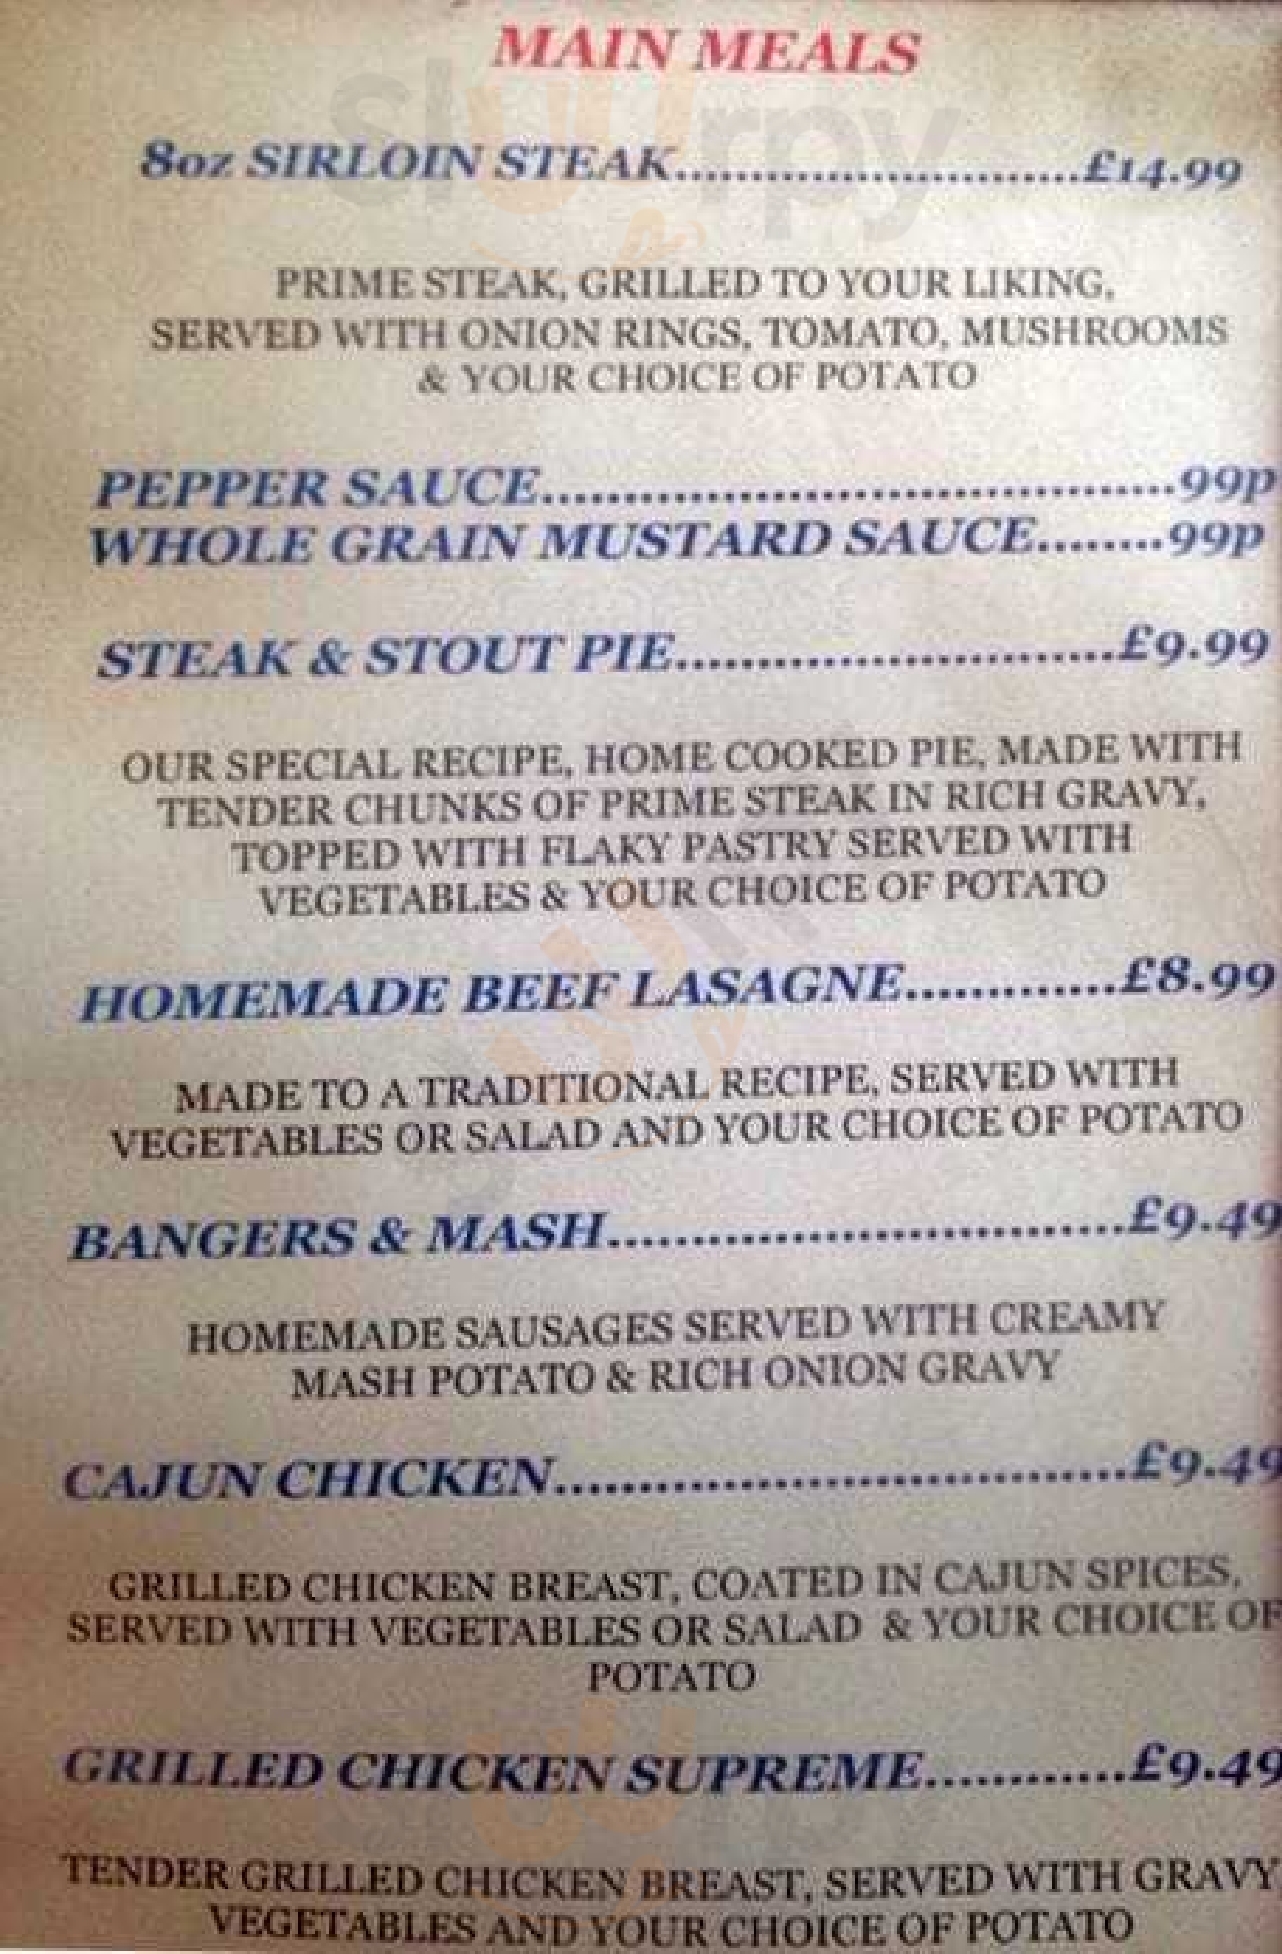 MAIN MEALS
8oz SIRLOIN STEAK..............................£14.99
PRIME STEAK, GRILLED TO YOUR LIKING,
SERVED WITH ONION RINGS, TOMATO, MUSHROOMS
& YOUR CHOICE OF POTATO
PEPPER SAUCE..........................................99p
WHOLE GRAIN MUSTARD SAUCE........99p
STEAK & STOUT PIE.............................£9.99
OUR SPECIAL RECIPE, HOME COOKED PIE, MADE WITH
TENDER CHUNKS OF PRIME STEAK IN RICH GRAVY,
TOPPED WITH FLAKY PASTRY SERVED WITH
VEGETABLES & YOUR CHOICE OF POTATO
HOMEMADE BEEF LASAGNE..............£8.99
MADE TO A TRADITIONAL RECIPE, SERVED WITH
VEGETABLES OR SALAD AND YOUR CHOICE OF POTATO
BANGERS & MASH..................................£9.49
HOMEMADE SAUSAGES SERVED WITH CREAMY
MASH POTATO & RICH ONION GRAVY
CAJUN CHICKEN......................................£9.49
GRILLED CHICKEN BREAST, COATED IN CAJUN SPICES,
SERVED WITH VEGETABLES OR SALAD & YOUR CHOICE OF
POTATO
GRILLED CHICKEN SUPREME.............£9.49
TENDER GRILLED CHICKEN BREAST, SERVED WITH GRAVY
VEGETABLES AND YOUR CHOICE OF POTATO